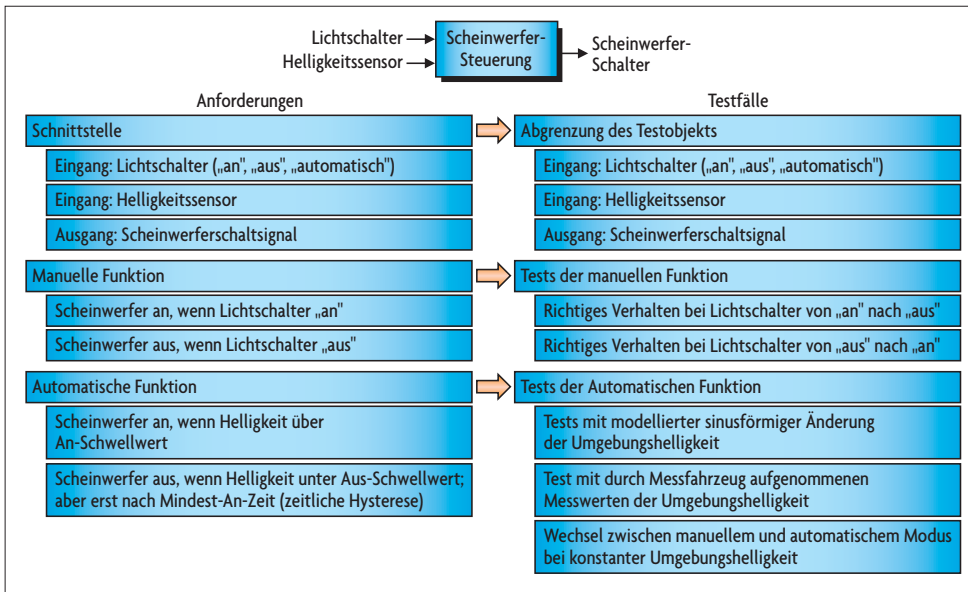 Lichtschalter
Helligkeitssensor
Scheinwerfer-
Steuerung
Scheinwerfer-
Schalter
Anforderungen
Testfälle
Schnittstelle
Abgrenzung des Testobjekts
Eingang: Lichtschalter („an", „aus", „automatisch")
Eingang: Lichtschalter („an", „aus", „automatisch")
Eingang: Helligkeitssensor
Eingang: Helligkeitssensor
Ausgang: Scheinwerferschaltsignal
Ausgang: Scheinwerferschaltsignal
Manuelle Funktion
Tests der manuellen Funktion
Scheinwerfer an, wenn Lichtschalter „an"
Richtiges Verhalten bei Lichtschalter von „an" nach „aus"
Scheinwerfer aus, wenn Lichtschalter „aus"
Richtiges Verhalten bei Lichtschalter von „aus" nach „an"
Automatische Funktion
Tests der Automatischen Funktion
Scheinwerfer an, wenn Helligkeit über
An-Schwellwert
Tests mit modellierter sinusförmiger Änderung
der Umgebungshelligkeit
Scheinwerfer aus, wenn Helligkeit unter Aus-Schwellwert;
aber erst nach Mindest-An-Zeit (zeitliche Hysterese)
Test mit durch Messfahrzeug aufgenommenen
Messwerten der Umgebungshelligkeit
Wechsel zwischen manuellem und automatischem Modus
bei konstanter Umgebungshelligkeit